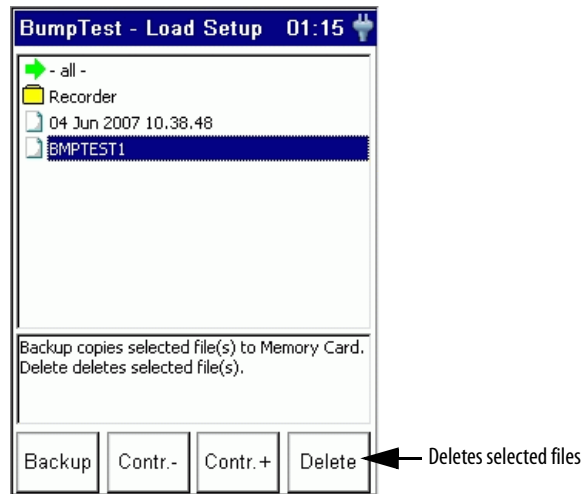 BumpTest - Load Setup 01:15
- all -
Recorder
04 Jun 2007 10.38.48
BMPTEST1
Backup copies selected file(s) to Memory Card.
Delete deletes selected file(s).
Backup Contr.- Contr.+ Delete Deletes selected files